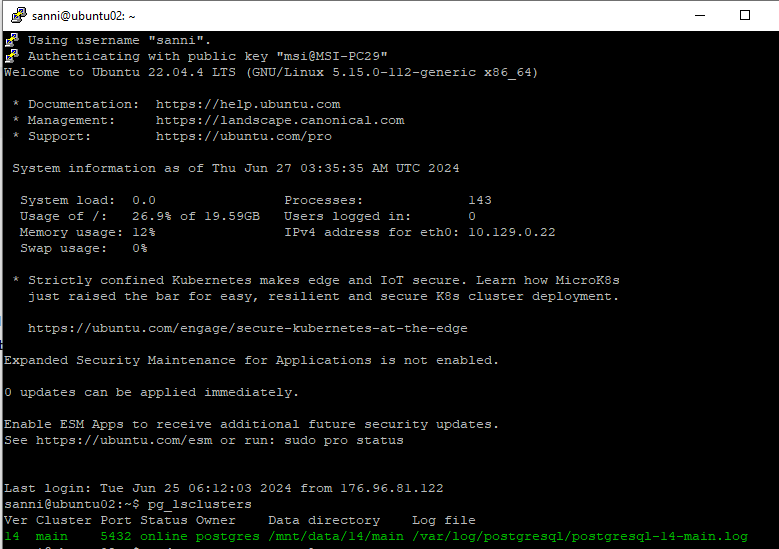 sanni@ubuntu02: ~
Using username "sanni".
Authenticating with public key "msi@MSI-PC29"
Welcome to Ubuntu 22.04.4 LTS (GNU/Linux 5.15.0-112-generic x86_64)
* Documentation:  https://help.ubuntu.com
* Management:     https://landscape.canonical.com
* Support:        https://ubuntu.com/pro
System information as of Thu Jun 27 03:35:35 AM UTC 2024
System load:  0.0                Processes:             143
Usage of /:   26.9% of 19.59GB   Users logged in:       0
Memory usage: 12%                IPv4 address for eth0: 10.129.0.22
Swap usage:   0%
* Strictly confined Kubernetes makes edge and IoT secure. Learn how MicroK8s
just raised the bar for easy, resilient and secure K8s cluster deployment.
https://ubuntu.com/engage/secure-kubernetes-at-the-edge
Expanded Security Maintenance for Applications is not enabled.
0 updates can be applied immediately.
Enable ESM Apps to receive additional future security updates.
See https://ubuntu.com/esm or run: sudo pro status
Last login: Tue Jun 25 06:12:03 2024 from 176.96.81.122
sanni@ubuntu02:~$ pg_lsclusters
Ver Cluster Port Status Owner    Data directory    Log file
14  main    5432 online postgres /mnt/data/14/main /var/log/postgresql/postgresql-14-main.log